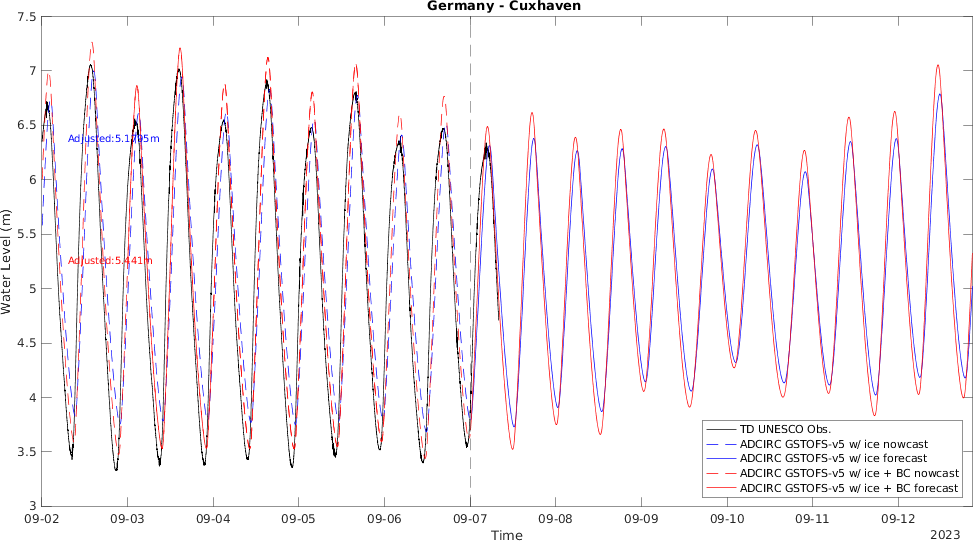 Germany - Cuxhaven
7.5
7
6.5
6
5.5
5
4.5
4
3.5
3
Water Level (m)
Adjusted:5.1795m
Adjusted:5.441m
TD UNESCO Obs.
ADCIRC GSTOFS-v5 w/ ice nowcast
ADCIRC GSTOFS-v5 w/ ice forecast
ADCIRC GSTOFS-v5 w/ ice + BC nowcast
ADCIRC GSTOFS-v5 w/ ice + BC forecast
09-02 09-03 09-04 09-05 09-06 09-07 09-08 09-09 09-10 09-11 09-12
Time
2023